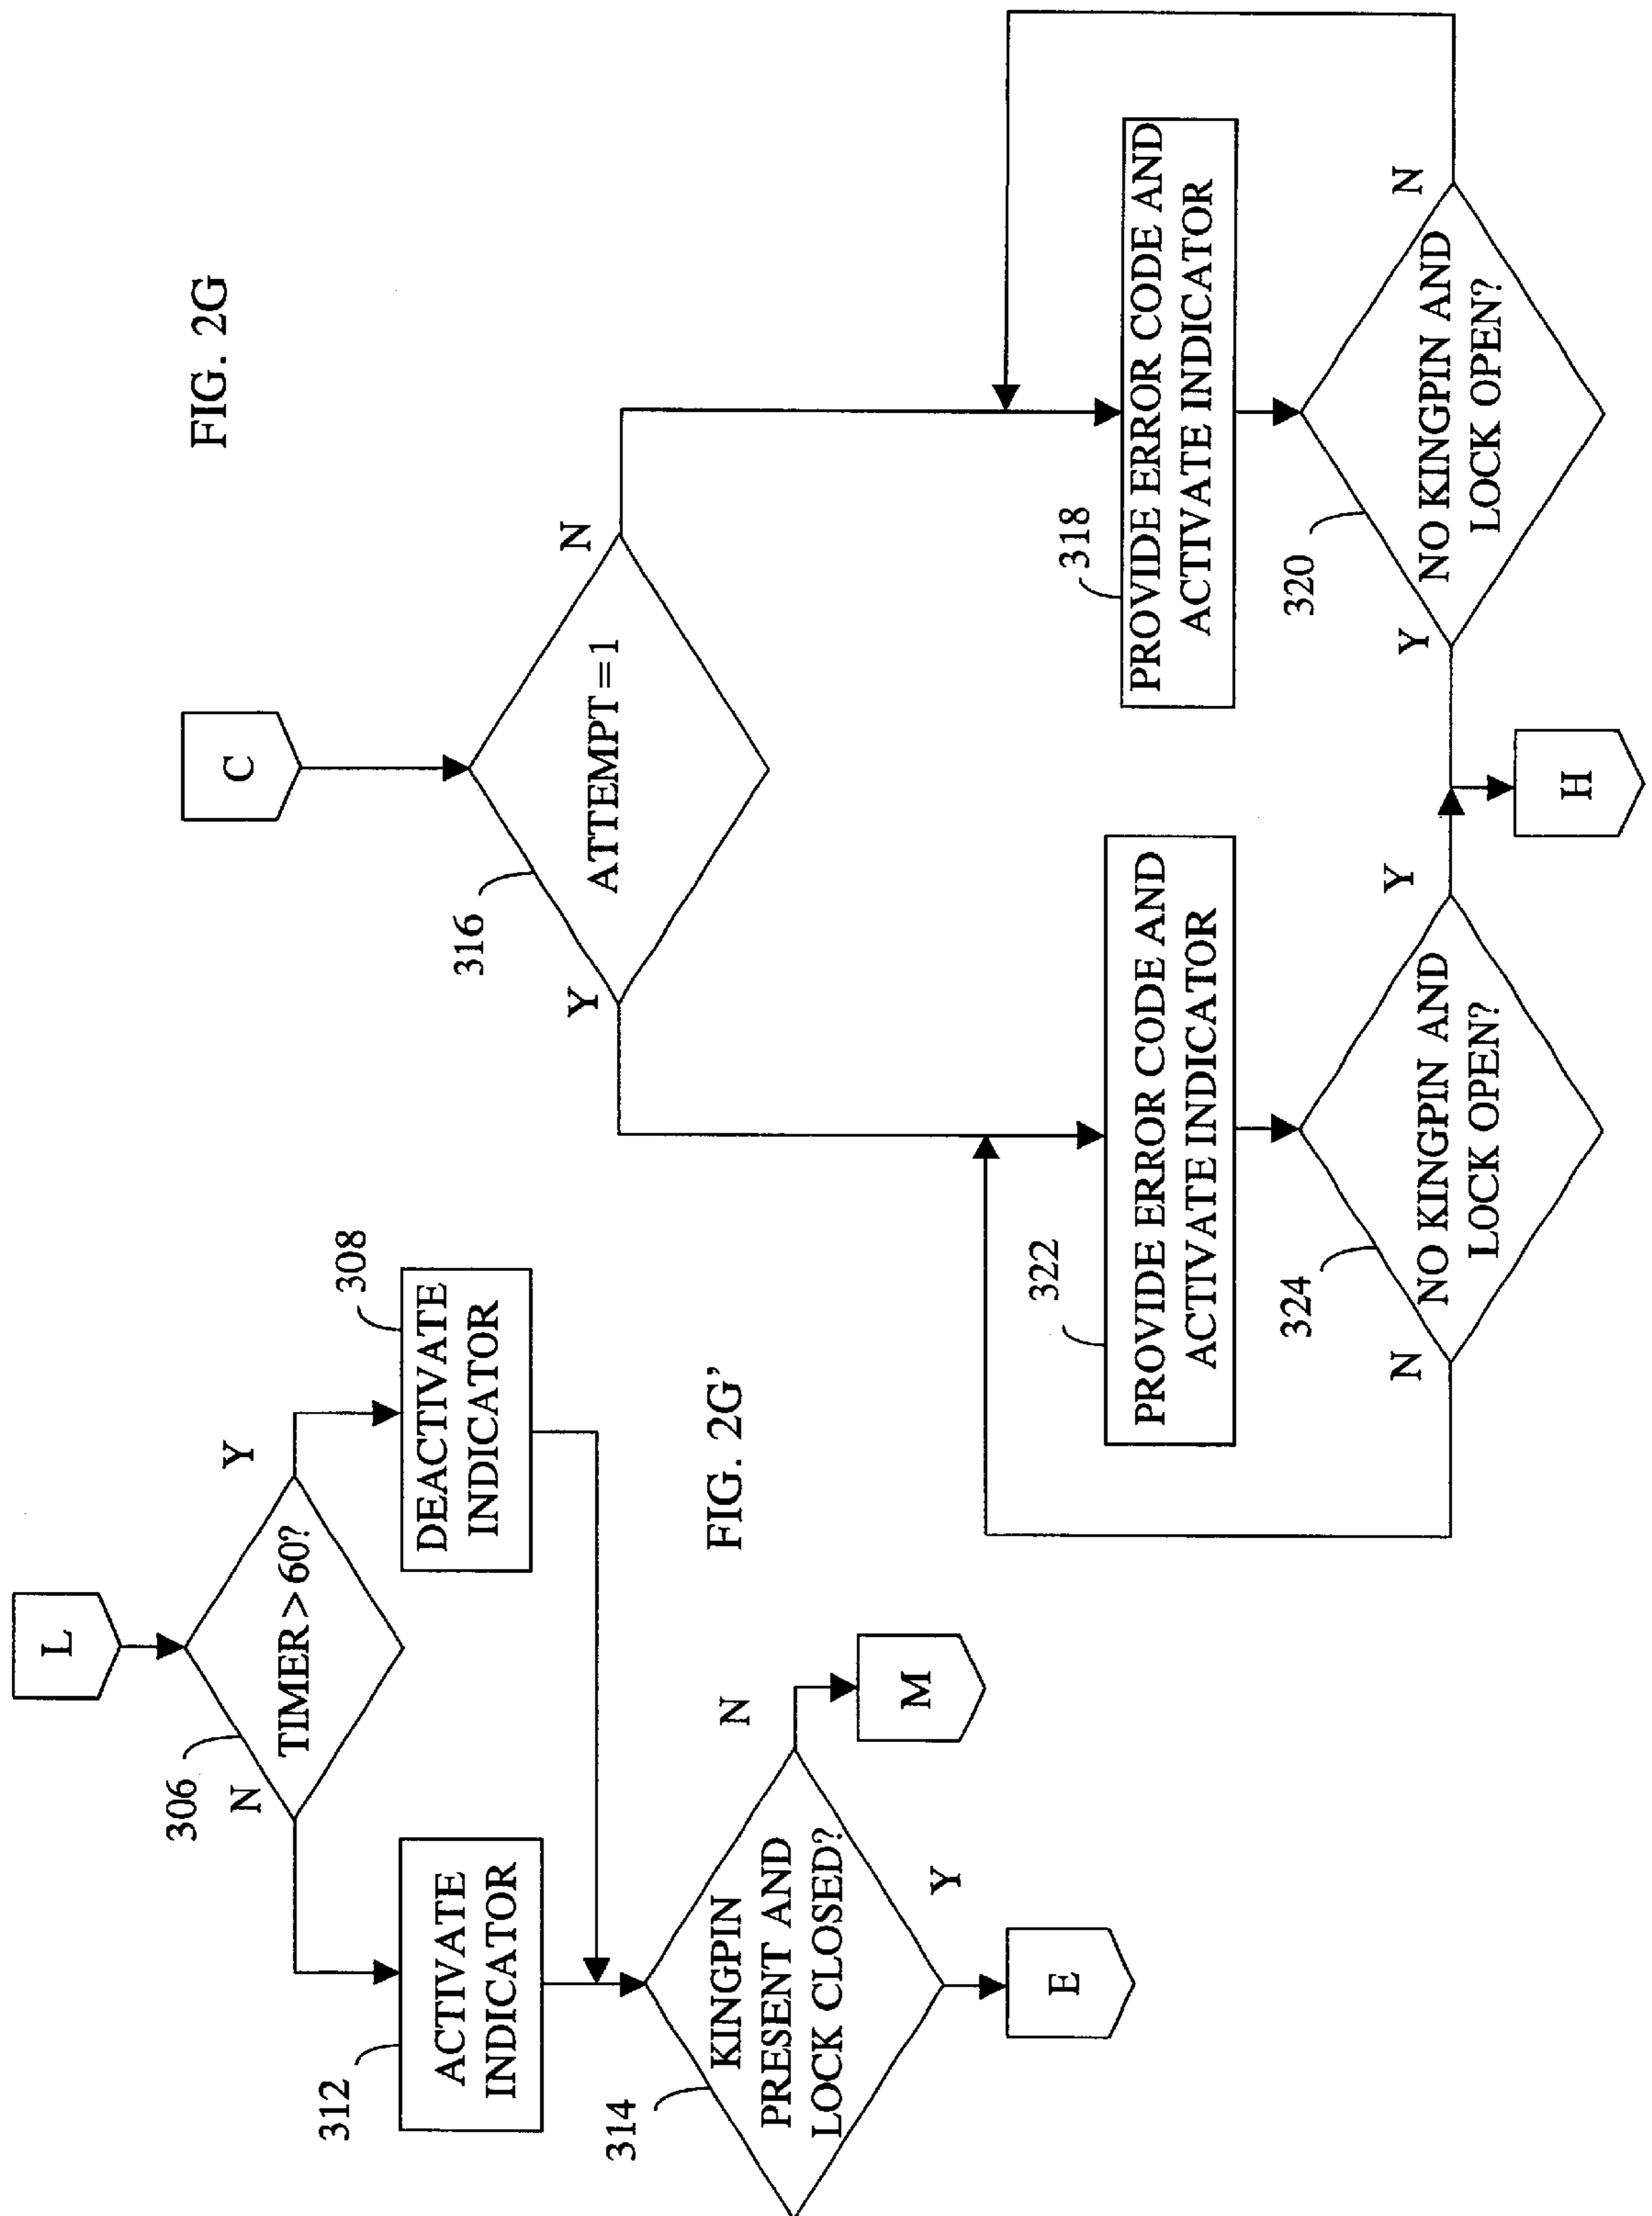 FIG. 2G
C
316
ATTEMPT = 1
Y
N
322
PROVIDE ERROR CODE AND
ACTIVATE INDICATOR
318
PROVIDE ERROR CODE AND
ACTIVATE INDICATOR
324
NO KINGPIN AND
LOCK OPEN?
N
Y
320
NO KINGPIN AND
LOCK OPEN?
Y
N
H
FIG. 2G'
L
306
TIMER > 60?
N
Y
312
ACTIVATE
INDICATOR
308
DEACTIVATE
INDICATOR
314
KINGPIN
PRESENT AND
LOCK CLOSED?
N
Y
M
E